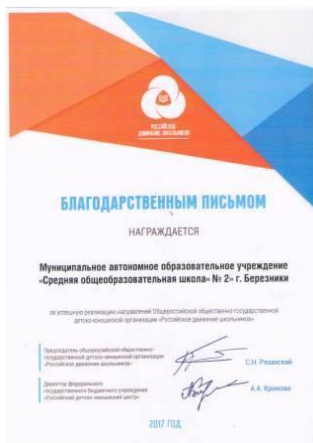 РОССИЙСКОЕ
ДВИЖЕНИЕ ШКОЛЬНИКОВ
БЛАГОДАРСТВЕННЫМ ПИСЬМОМ
НАГРАЖДАЕТСЯ
Муниципальное автономное образовательное учреждение
«Средняя общеобразовательная школа» № 2» г. Березники
за успешную реализацию направлений Общероссийской общественно-государственной
детско-юношеской организации «Российское движение школьников»
Председатель общероссийской общественно-
государственной детско-юношеской организации
«Российское движение школьников»
С.Н. Рязанский
Директор федерального
государственного бюджетного учреждения
«Российский детско-юношеский центр»
А.А. Крюкова
2017 ГОД